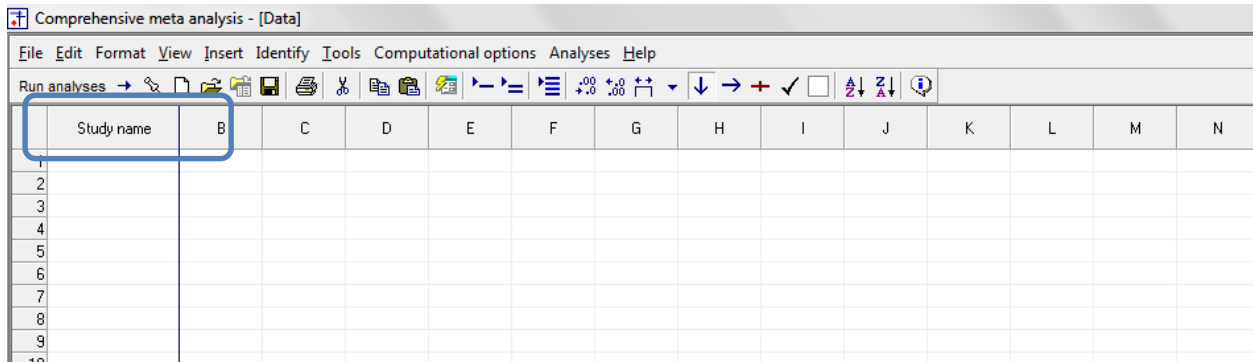 Comprehensive meta analysis - [Data]
File Edit Format View Insert Identify Tools Computational options Analyses Help
Run analyses
Study name B C D E F G H I J K L M N
1
2
3
4
5
6
7
8
9
10